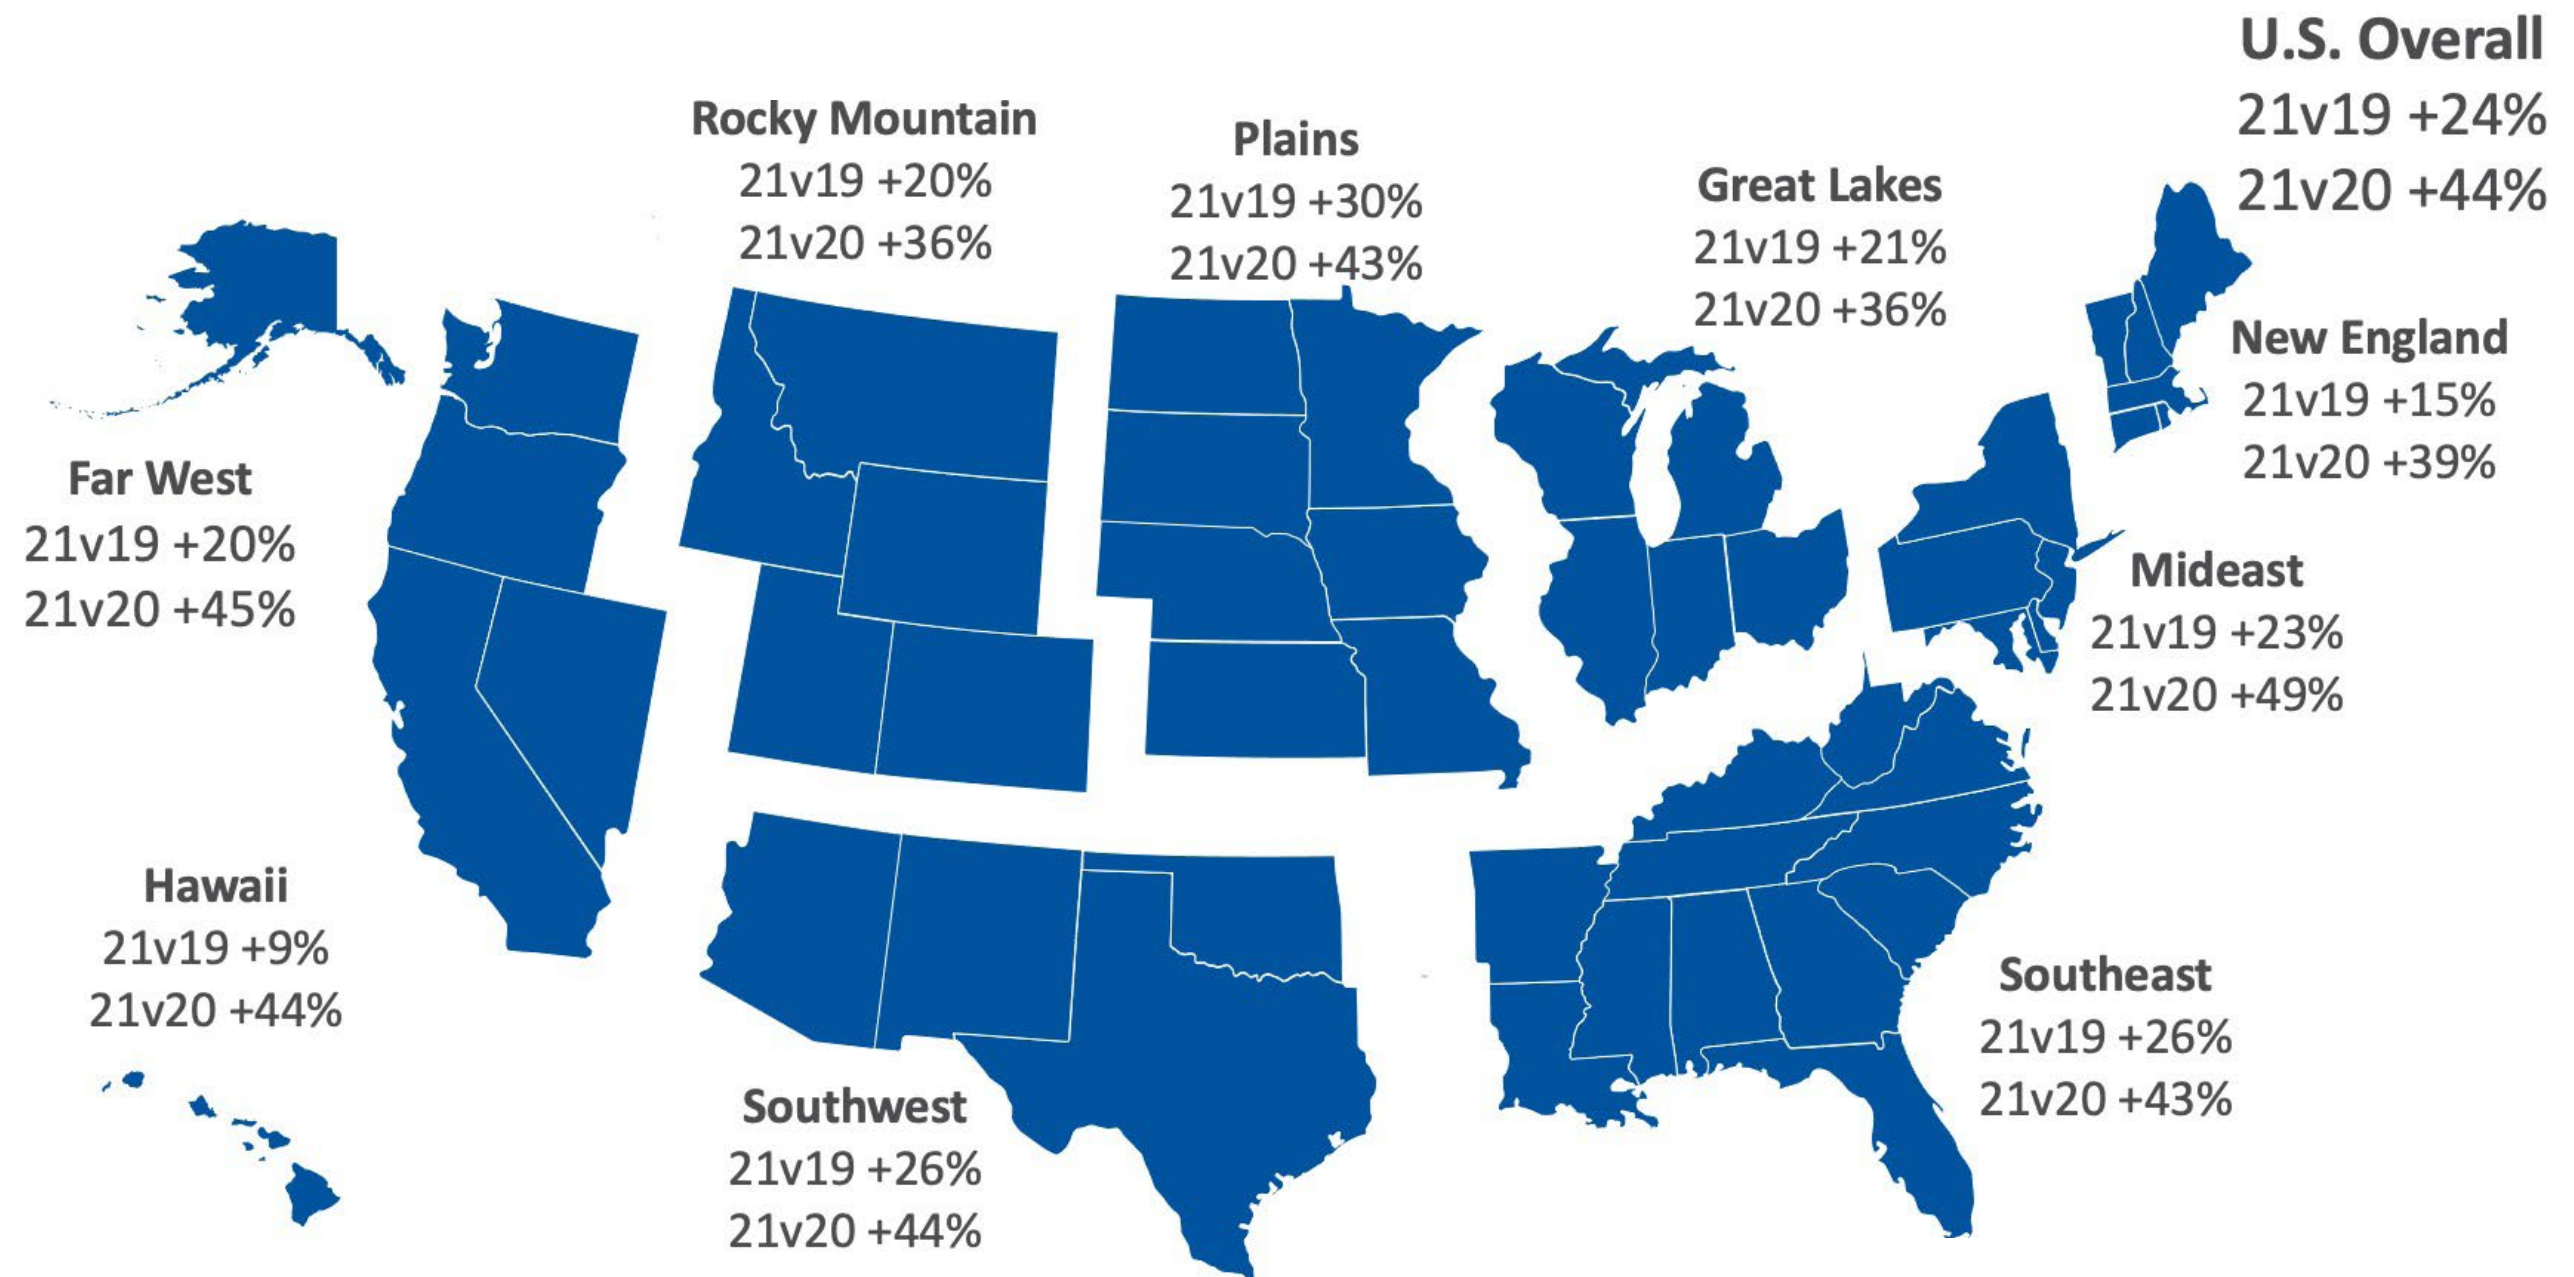 U.S. Overall
21v19 +24%
21v20 +44%
Rocky Mountain
21v19 +20%
21v20 +36%
Plains
21v19 +30%
21v20 +43%
Great Lakes
21v19 +21%
21v20 +36%
New England
21v19 +15%
21v20 +39%
Far West
21v19 +20%
21v20 +45%
Mideast
21v19 +23%
21v20 +49%
Hawaii
21v19 +9%
21v20 +44%
Southeast
21v19 +26%
21v20 +43%
Southwest
21v19 +26%
21v20 +44%